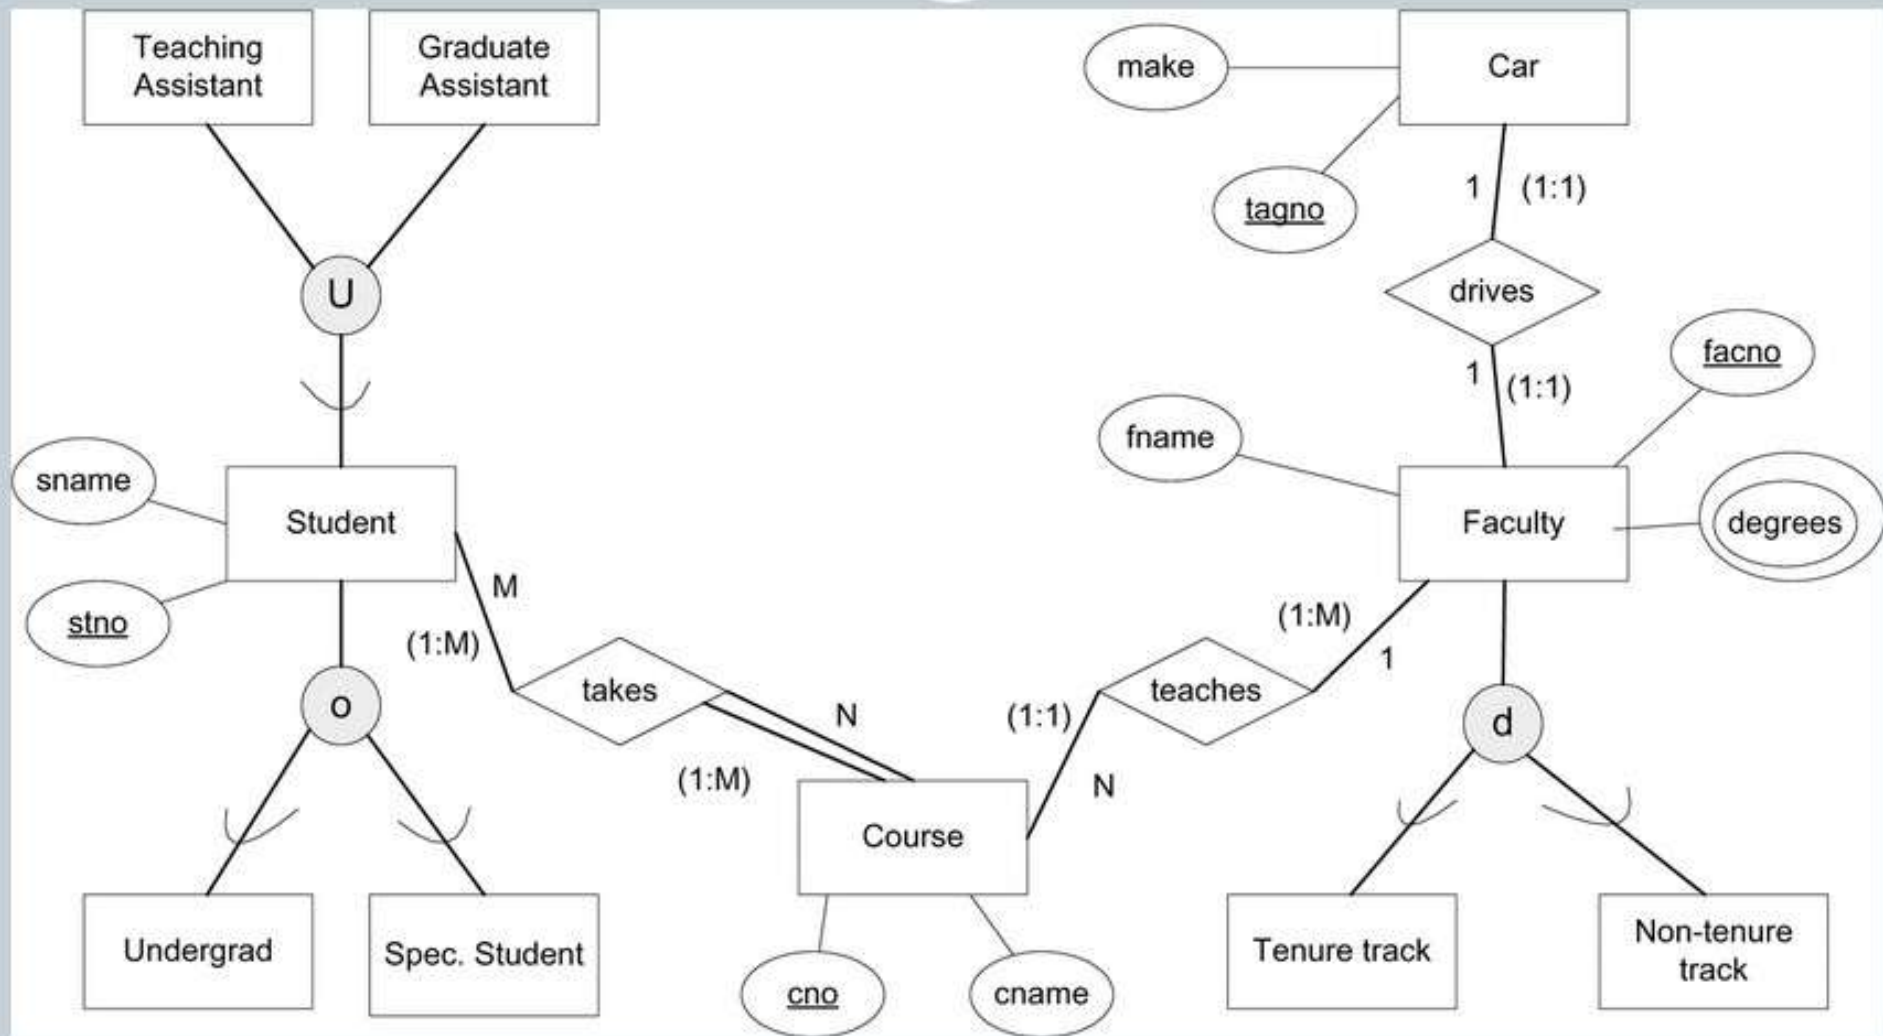 Teaching
Assistant
Graduate
Assistant
make
Car
tagno
1 (1:1)
U
drives
facno
1 (1:1)
fname
sname
Student
Faculty
degrees
M
stno
(1:M)
(1:M)
1
o
takes
N
(1:1)
teaches
d
(1:M)
N
Course
Undergrad
Spec. Student
Tenure track
Non-tenure
track
cno
cname